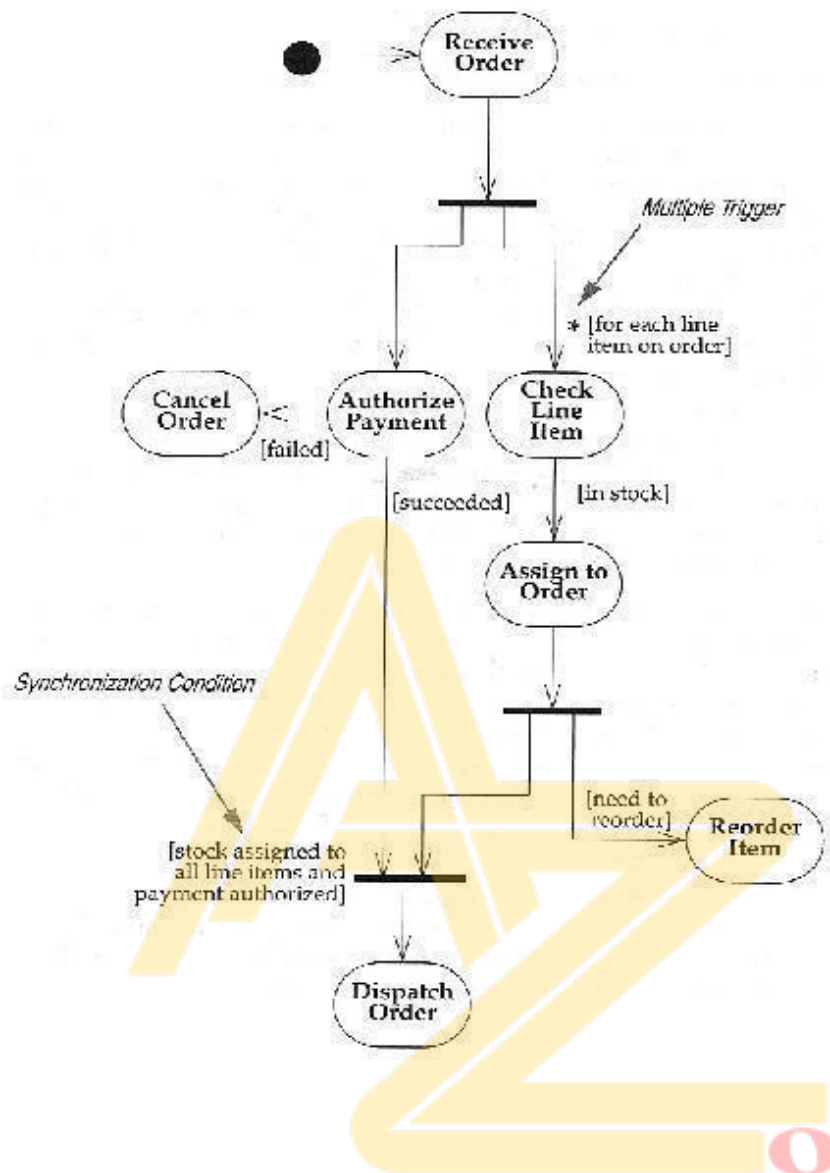 Receive
Order
Multiple Trigger
* [for each line
item on order]
Cancel
Order
[failed]
Authorize
Payment
Check
Line
Item
[succeeded]
[in stock]
Assign to
Order
Synchronization Condition
[need to
reorder]
Reorder
Item
[stock assigned to
all line items and
payment authorized]
Dispatch
Order
AZ